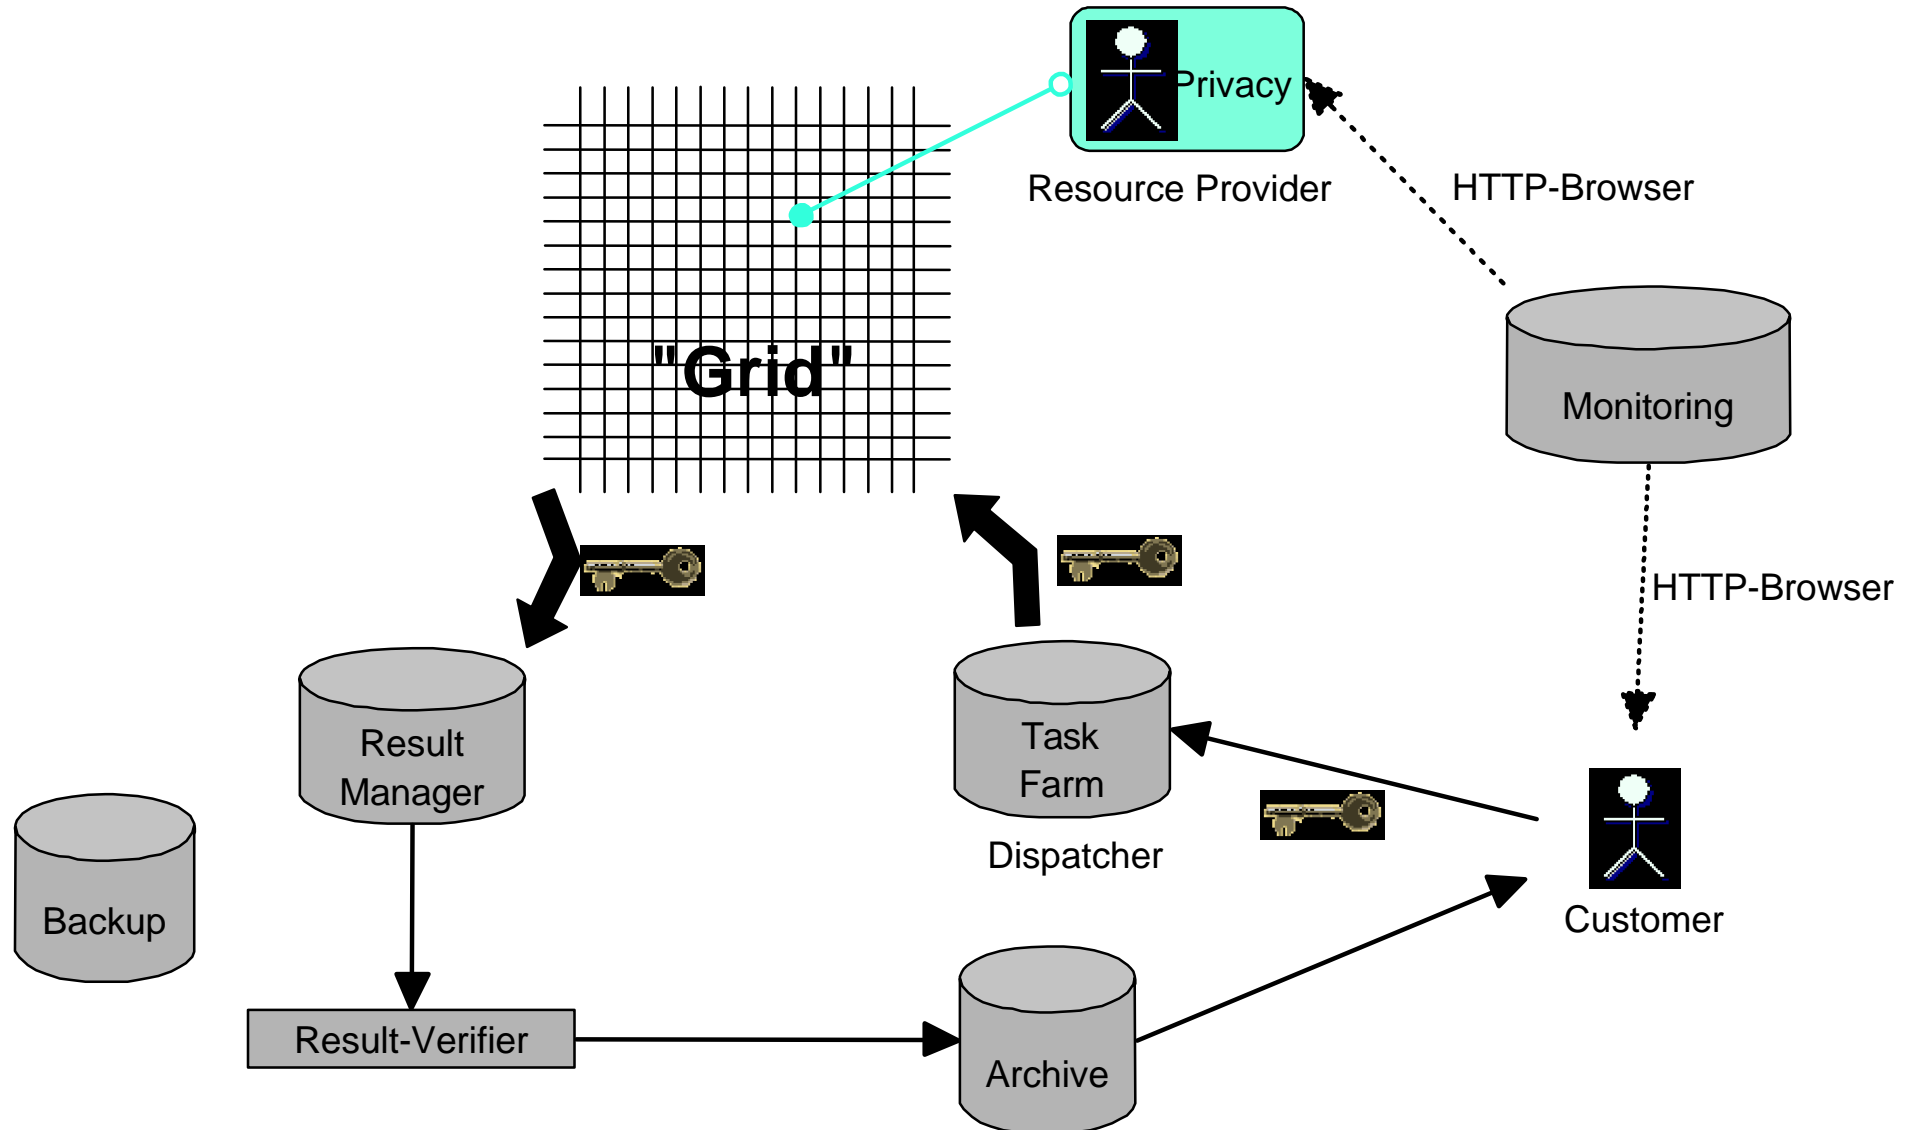 Privacy
Resource Provider
HTTP-Browser
"Grid"
Monitoring
HTTP-Browser
Result
Manager
Task
Farm
Dispatcher
Backup
Customer
Result-Verifier
Archive